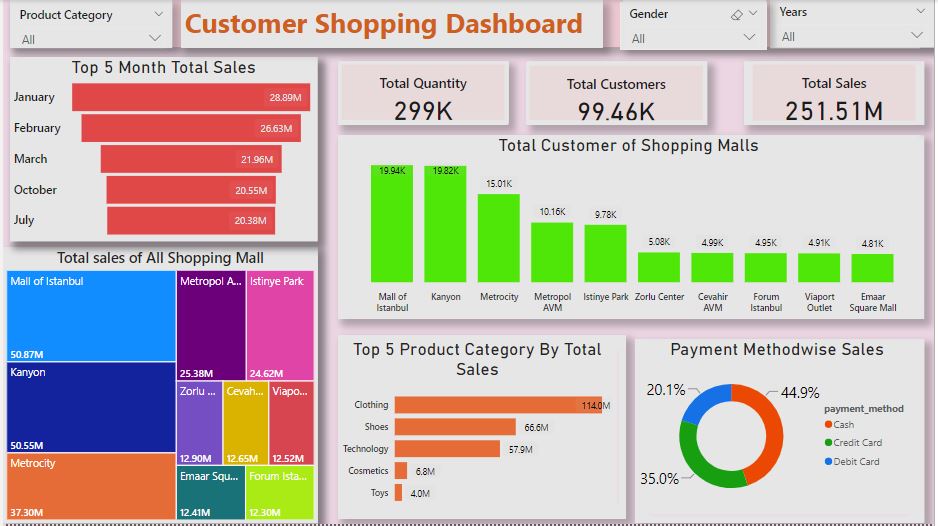 Product Category
All
Customer Shopping Dashboard
Gender
All
Years
All
Top 5 Month Total Sales
January
28.89M
February
26.63M
March
21.96M
October
20.55M
July
20.38M
Total Quantity
299K
Total Customers
99.46K
Total Sales
251.51M
Total Customer of Shopping Malls
19.94K
19.82K
15.01K
10.16K
9.78K
5.08K
4.99K
4.95K
4.91K
4.81K
Mall of
Istanbul
Kanyon
Metrocity
Metropol
AVM
Istinye Park
Zorlu Center
Cevahir
AVM
Forum
Istanbul
Viaport
Outlet
Emaar
Square Mall
Total sales of All Shopping Mall
Mall of Istanbul
50.87M
Kanyon
50.55M
Metrocity
37.30M
Metropol A...
25.38M
Istinye Park
24.62M
Zorlu ...
12.90M
Cevah...
12.65M
Viapo...
12.52M
Emaar Squ...
12.41M
Forum Ista...
12.30M
Top 5 Product Category By Total
Sales
Clothing
114.0M
Shoes
66.6M
Technology
57.9M
Cosmetics
6.8M
Toys
4.0M
Payment Methodwise Sales
20.1%
44.9%
35.0%
payment_method
Cash
Credit Card
Debit Card